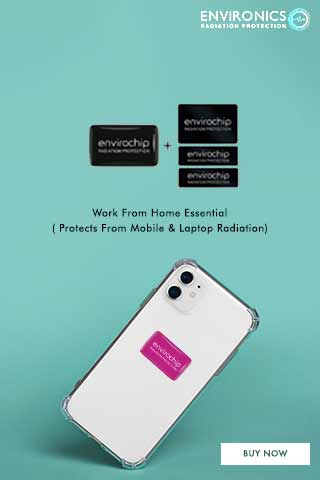 ENVIRONICS
RADIATION PROTECTION
envirochip
RADIATION PROTECTION
+
envirochip
RADIATION PROTECTION
envirochip
RADIATION PROTECTION
envirochip
RADIATION PROTECTION
Work From Home Essential
( Protects From Mobile & Laptop Radiation)
envirochip
BUY NOW